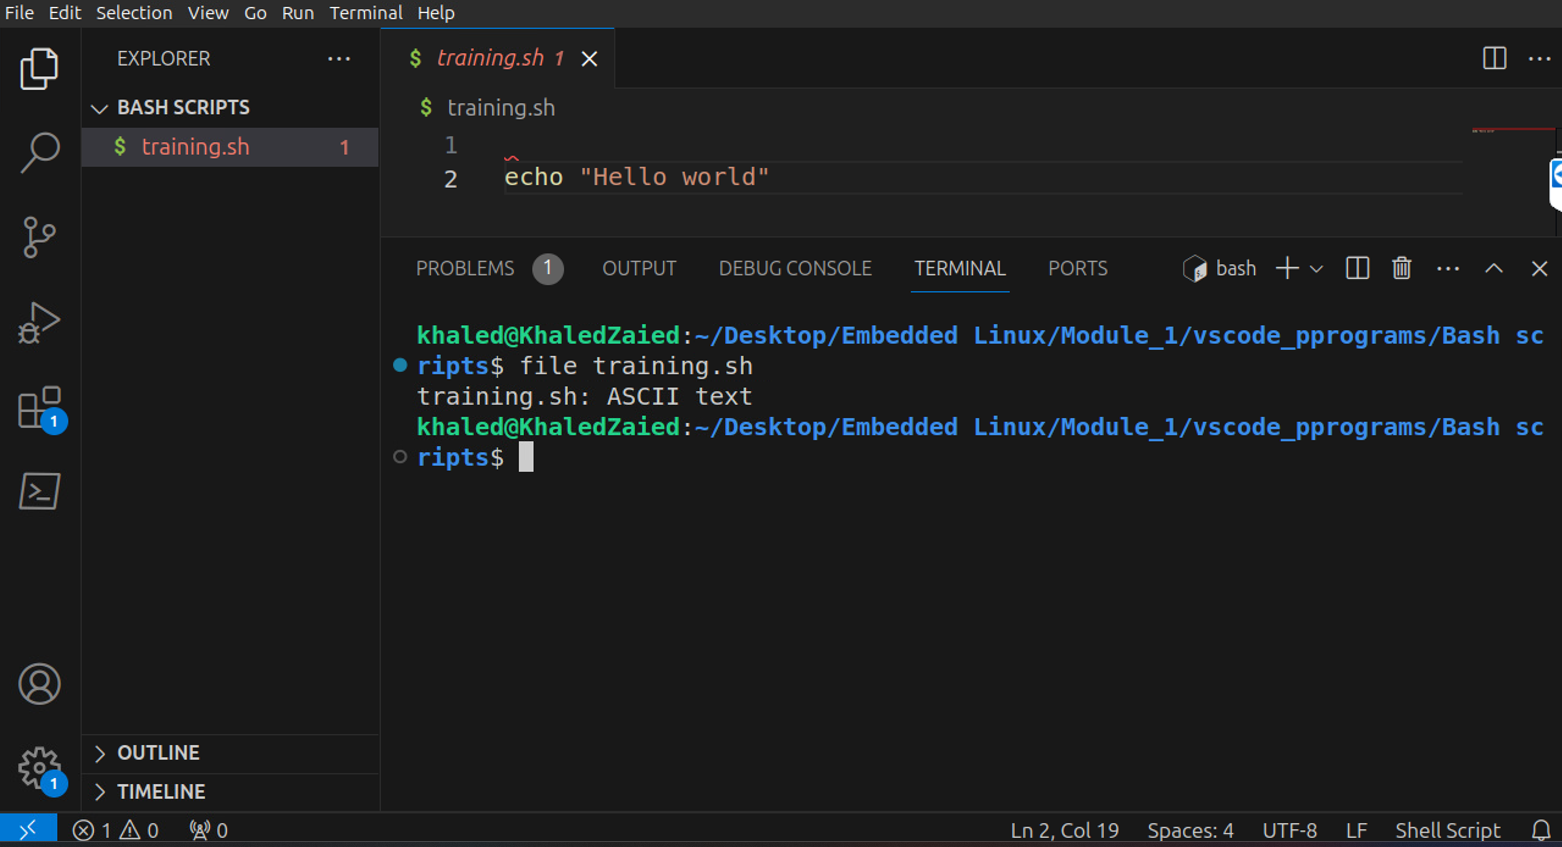 File Edit Selection View Go Run Terminal Help
EXPLORER
BASH SCRIPTS
$ training.sh 1
1
1
$ training.sh 1
$ training.sh
1
2 echo "Hello world"
PROBLEMS 1 OUTPUT DEBUG CONSOLE TERMINAL PORTS bash
khaled@KhaledZaied:~/Desktop/Embedded Linux/Module_1/vscode_pprograms/Bash sc
ripts$ file training.sh
training.sh: ASCII text
khaled@KhaledZaied:~/Desktop/Embedded Linux/Module_1/vscode_pprograms/Bash sc
ripts$
OUTLINE
TIMELINE
1 0 0 Ln 2, Col 19 Spaces: 4 UTF-8 LF Shell Script